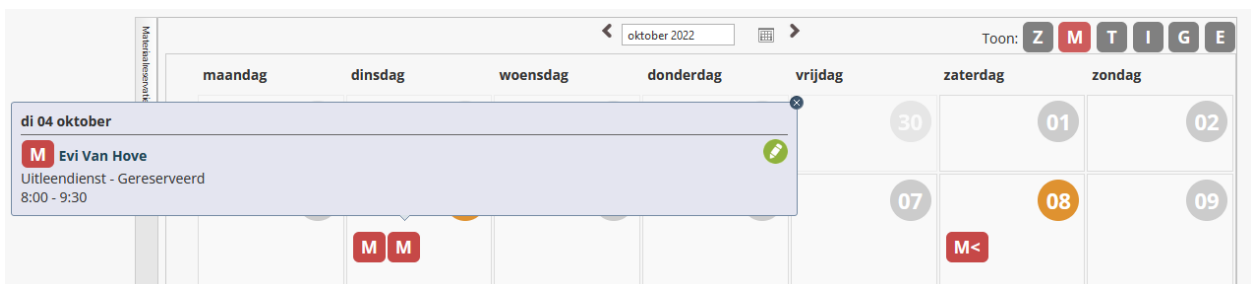 oktober 2022
Toon: Z M T I G E
maandag dinsdag woensdag donderdag vrijdag zaterdag zondag
30 01 02
di 04 oktober
M Evi Van Hove
Uitleendienst - Gereserveerd
8:00 - 9:30
07 08 09
M M M<